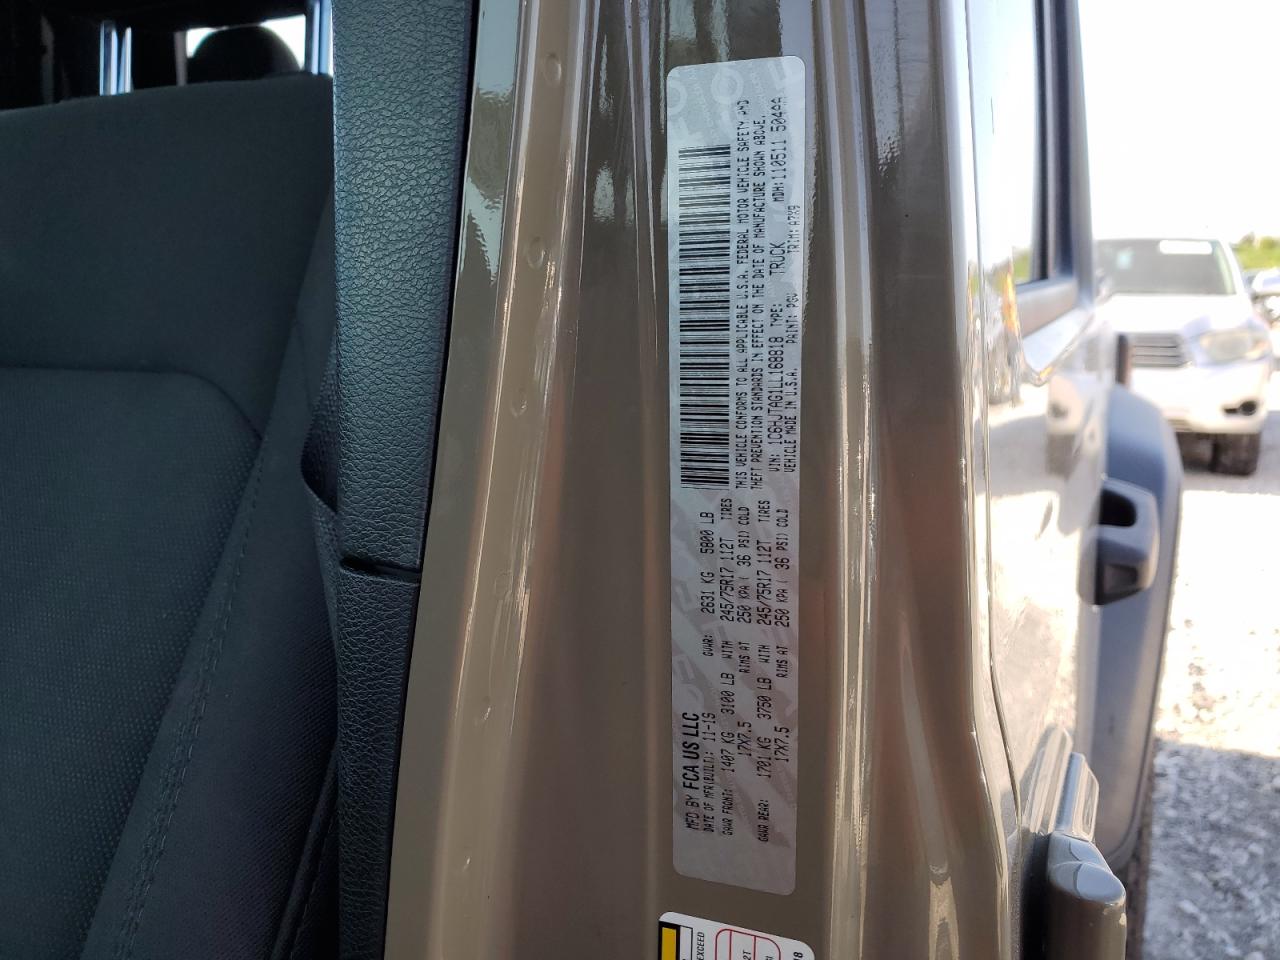 MFD BY FCA US LLC
DATE OF MFR(BUILT): 11-19 GVWR: 2631 KG 5800 LB
GAWR FRONT: 1407 KG 3100 LB WITH 245/75R17 112T TIRES
17X7.5 RIMS AT 250 KPA ( 36 PSI) COLD
GAWR REAR: 1701 KG 3750 LB WITH 245/75R17 112T TIRES
17X7.5 RIMS AT 250 KPA ( 36 PSI) COLD
THIS VEHICLE CONFORMS TO ALL APPLICABLE U.S.A. FEDERAL MOTOR VEHICLE SAFETY AND
THEFT PREVENTION STANDARDS IN EFFECT ON THE DATE OF MANUFACTURE SHOWN ABOVE.
VIN: 1C6HJTAG1LL168818 TYPE: TRUCK MDH: 110511
VEHICLE MADE IN U.S.A. PAINT: PGV TRIM: A7X9
EXCEED